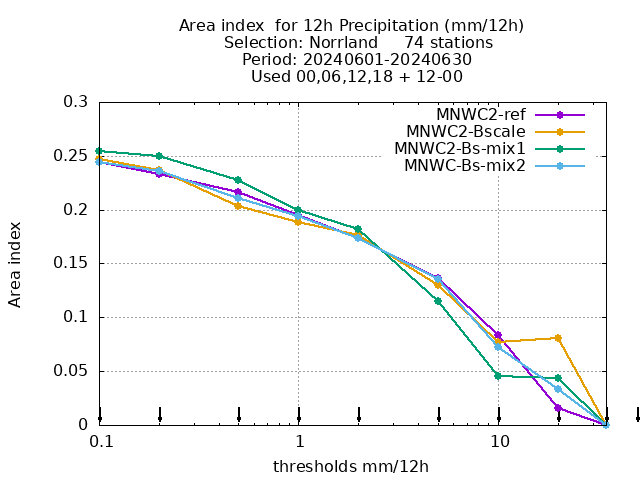 Area index  for 12h Precipitation (mm/12h)
Selection: Norrland     74 stations
Period: 20240601-20240630
Used 00,06,12,18 + 12-00
MNWC2-ref
MNWC2-Bscale
MNWC2-Bs-mix1
MNWC-Bs-mix2
0.3
0.25
0.2
0.15
0.1
0.05
0
Area index
0.1 1 10
thresholds mm/12h